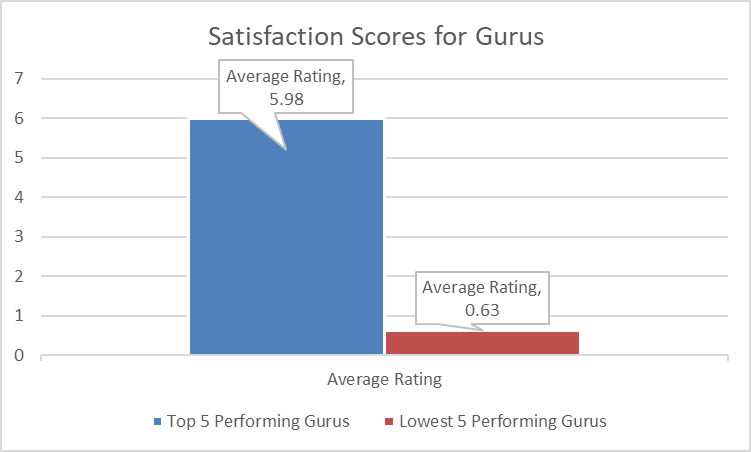 Satisfaction Scores for Gurus
7
6
5
4
3
2
1
0
Average Rating,
5.98
Average Rating,
0.63
Average Rating
Top 5 Performing Gurus
Lowest 5 Performing Gurus